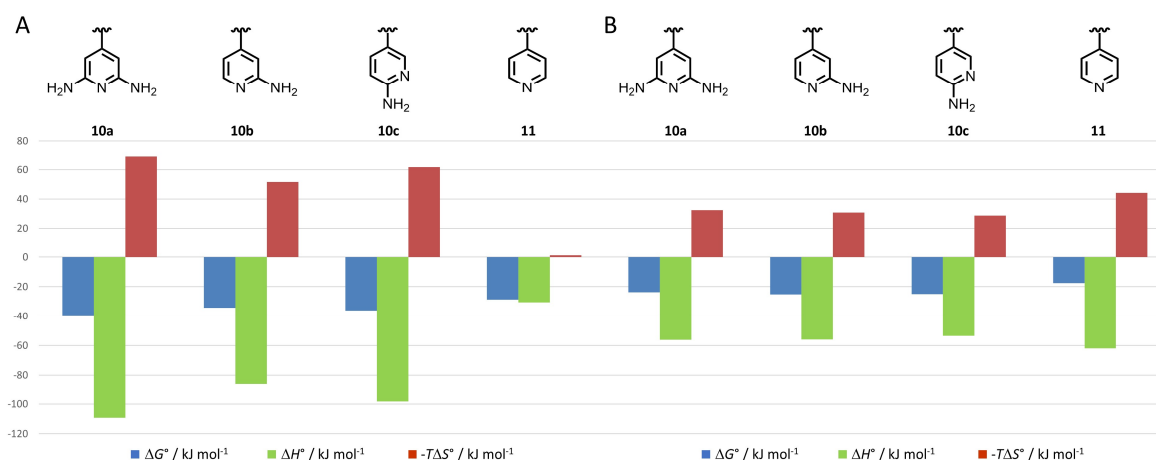 A
B
H₂N N NH₂
N NH₂
N NH₂
N
H₂N N NH₂
N NH₂
N NH₂
N
10a 10b 10c 11 10a 10b 10c 11
80
60
40
20
0
-20
-40
-60
-80
-100
-120
ΔG° / kJ mol⁻¹ ΔH° / kJ mol⁻¹ -TΔS° / kJ mol⁻¹ ΔG° / kJ mol⁻¹ ΔH° / kJ mol⁻¹ -TΔS° / kJ mol⁻¹